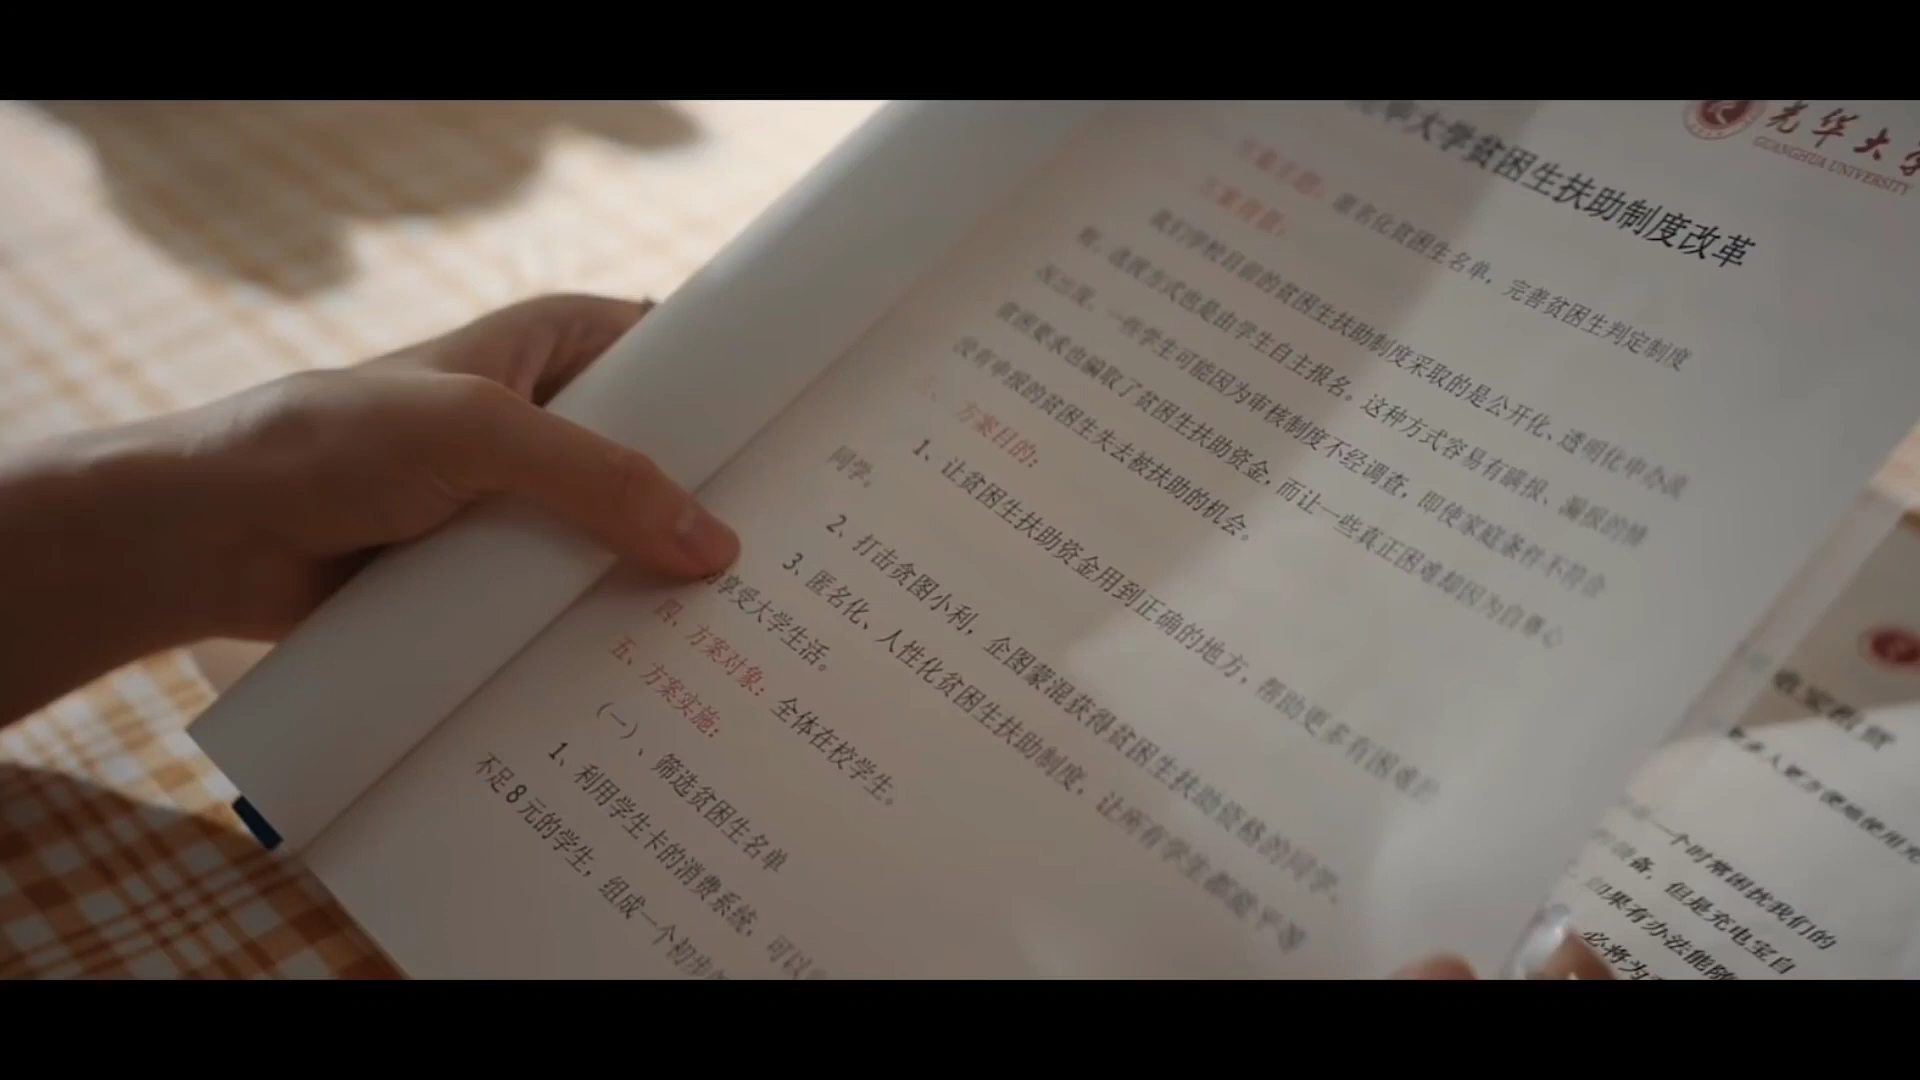 光华大学
GUANGHUA UNIVERSITY
华大学贫困生扶助制度改革
匿名化贫困生名单，完善贫困生判定制度
我们学校目前的贫困生扶助制度采取的是公开化、透明化申办流
程，选拔方式也是由学生自主报名。这种方式容易有瞒报、漏报的情
况出现，一些学生可能因为审核制度不经调查，即使家庭条件不符合
贫困要求也骗取了贫困生扶助资金，而让一些真正困难却因为自尊心
没有申报的贫困生失去被扶助的机会。
三、方案目的：
1、让贫困生扶助资金用到正确的地方，帮助更多有困难的
同学。
2、打击贪图小利，企图蒙混获得贫困生扶助资格的同学。
3、匿名化、人性化贫困生扶助制度，让所有学生都能平等
享受大学生活。
四、方案对象：全体在校学生。
五、方案实施：
（一）、筛选贫困生名单
1、利用学生卡的消费系统，可以
不足8元的学生，组成一个初步
一个时常困扰我们的
设备，但是充电宝自
如果有办法能随
必将为